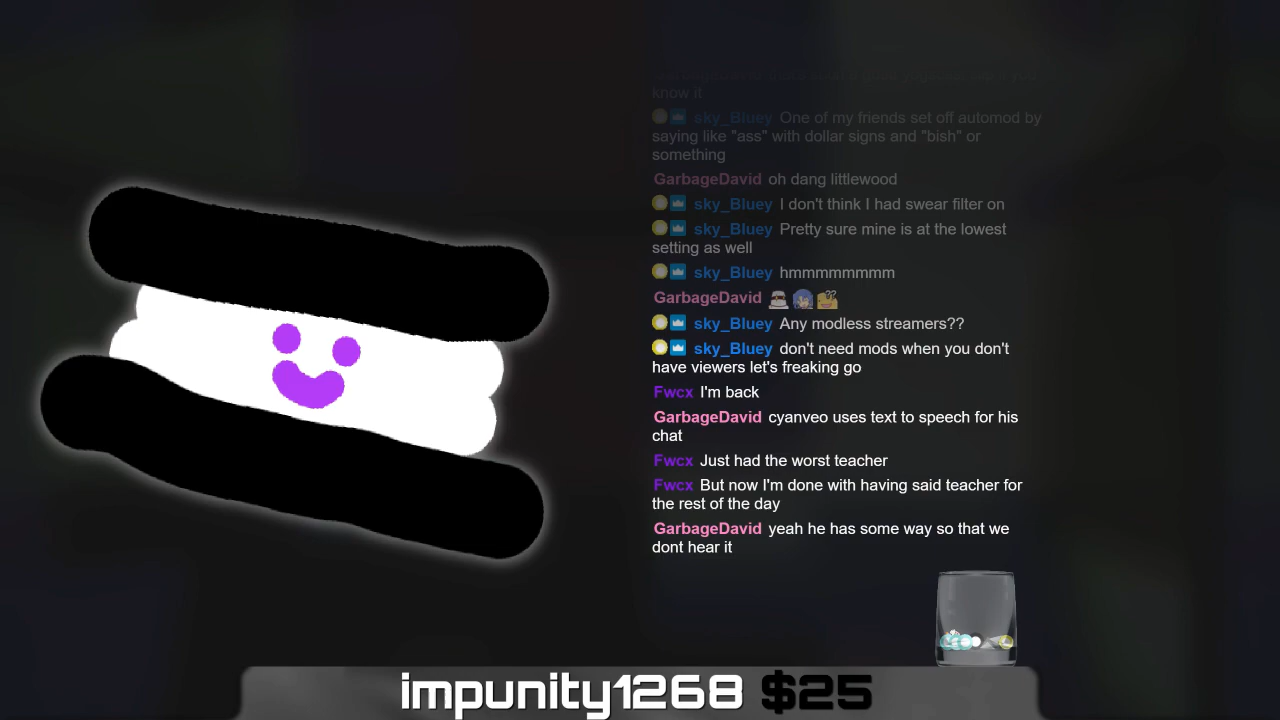 know it
sky_Bluey One of my friends set off automod by
saying like "ass" with dollar signs and "bish" or
something
GarbageDavid oh dang littlewood
sky_Bluey I don't think I had swear filter on
sky_Bluey Pretty sure mine is at the lowest
setting as well
sky_Bluey hmmmmmmmm
GarbageDavid
sky_Bluey Any modless streamers??
sky_Bluey don't need mods when you don't
have viewers let's freaking go
Fwcx I'm back
GarbageDavid cyanveo uses text to speech for his
chat
Fwcx Just had the worst teacher
Fwcx But now I'm done with having said teacher for
the rest of the day
GarbageDavid yeah he has some way so that we
dont hear it
impunity1268 $25